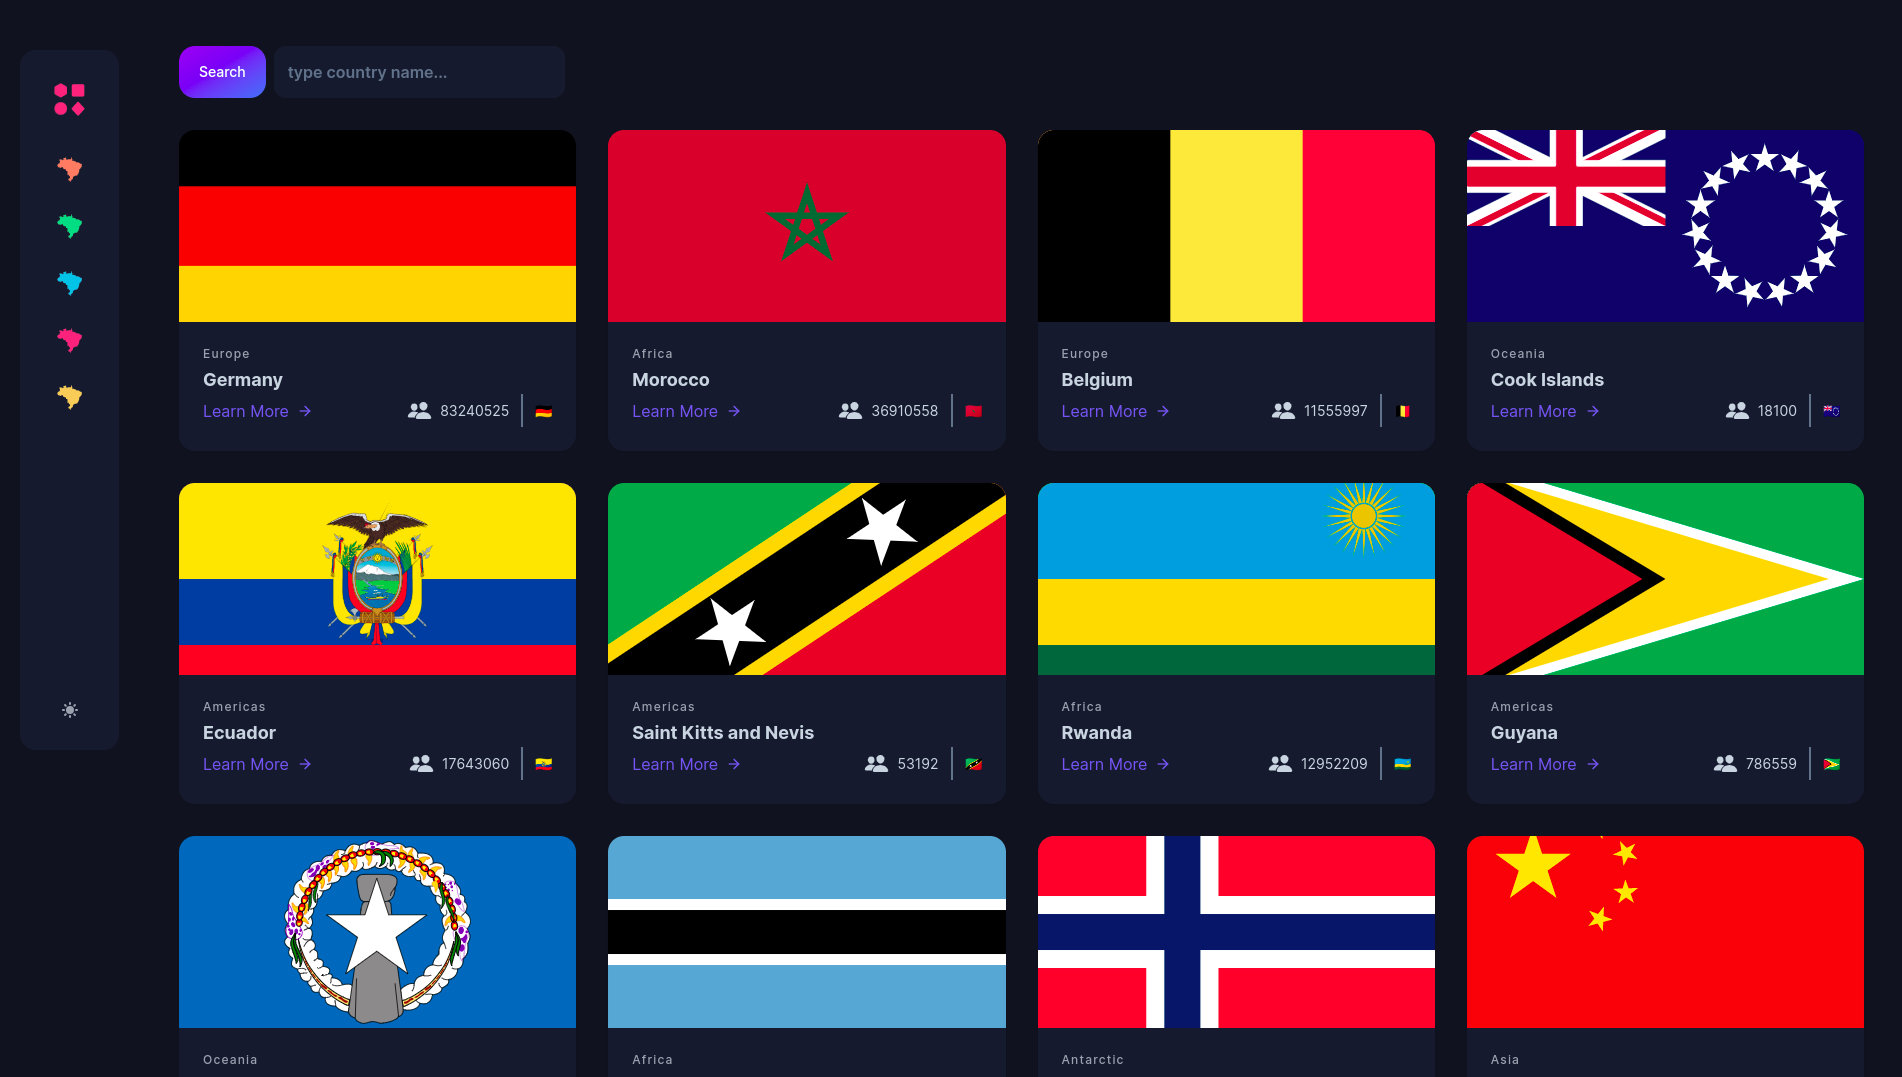 Search
type country name...
Europe
Germany
Learn More
83240525
Africa
Morocco
Learn More
36910558
Europe
Belgium
Learn More
11555997
Oceania
Cook Islands
Learn More
18100
Americas
Ecuador
Learn More
17643060
Americas
Saint Kitts and Nevis
Learn More
53192
Africa
Rwanda
Learn More
12952209
Americas
Guyana
Learn More
786559
Oceania
Africa
Antarctic
Asia